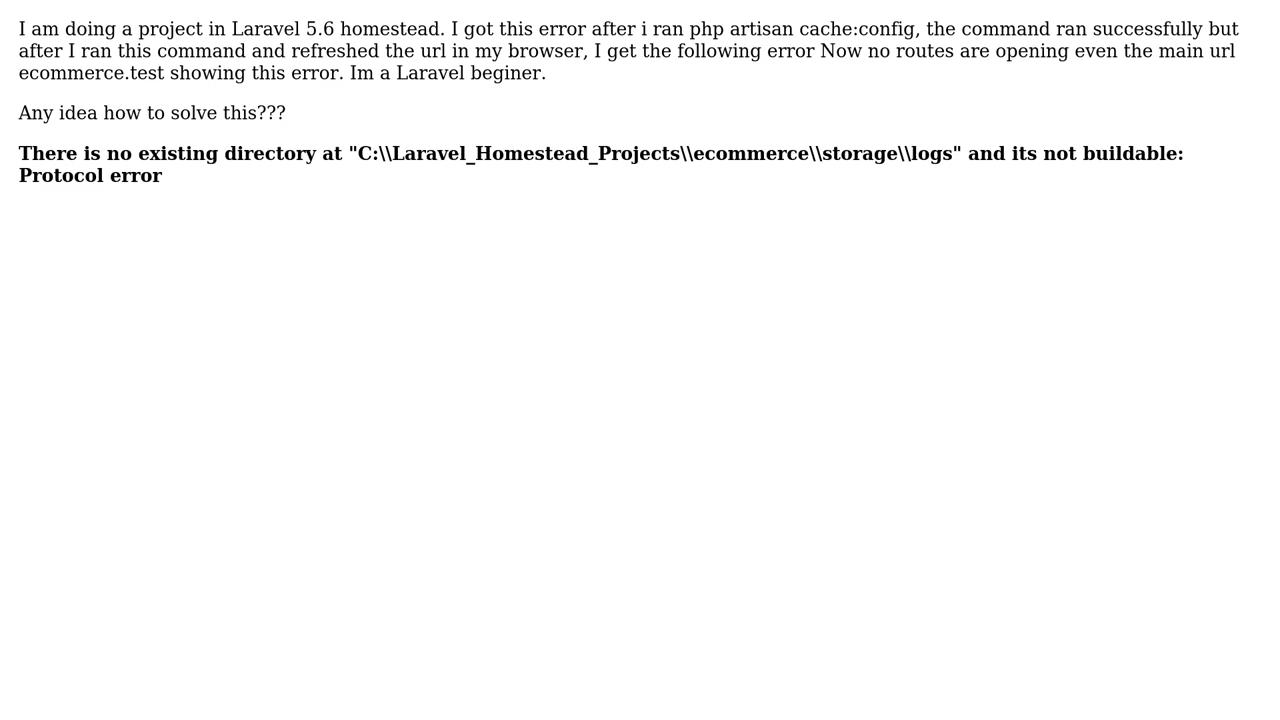 I am doing a project in Laravel 5.6 homestead. I got this error after i ran php artisan cache:config, the command ran successfully but
after I ran this command and refreshed the url in my browser, I get the following error Now no routes are opening even the main url
ecommerce.test showing this error. Im a Laravel beginer.
Any idea how to solve this???
There is no existing directory at "C:\\Laravel_Homestead_Projects\\ecommerce\\storage\\logs" and its not buildable:
Protocol error